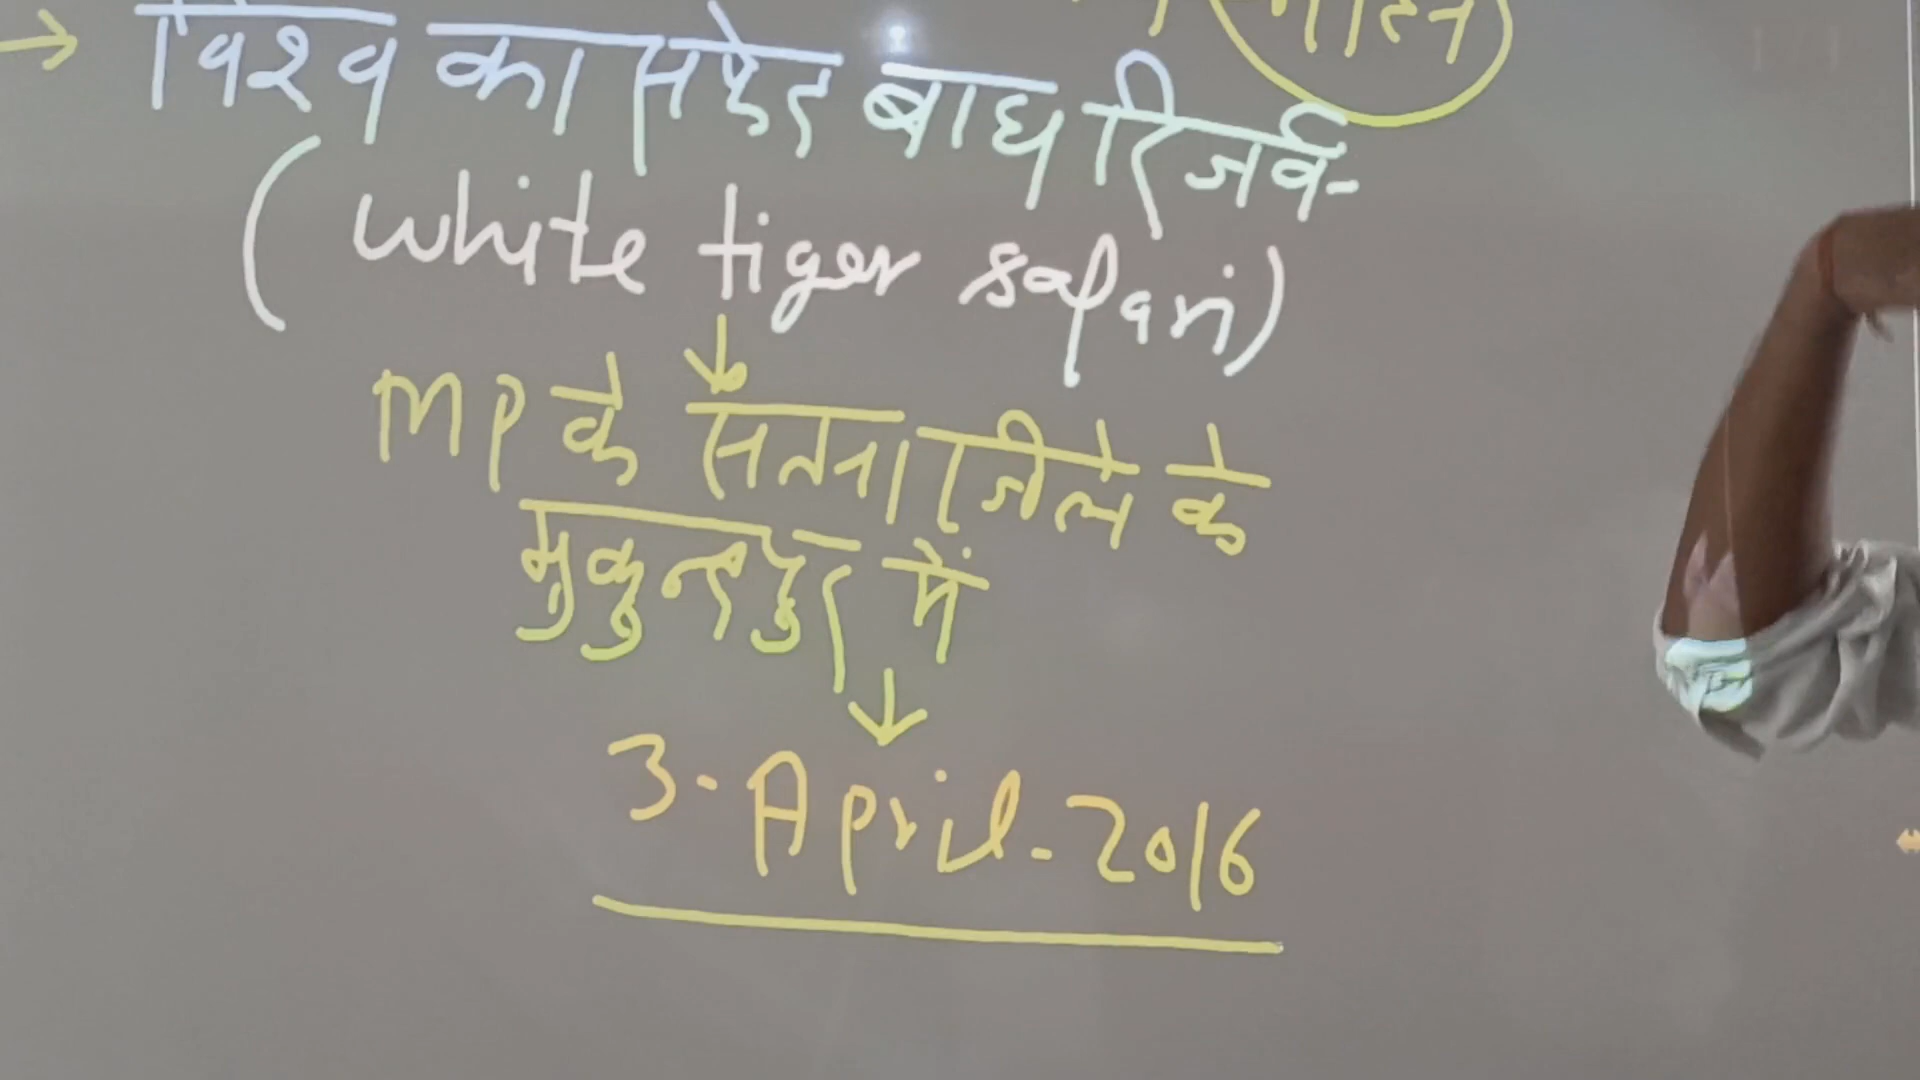 → विश्व का सफेद बाघ रिजर्व-
(white tiger safari)
↓
MP के सतना जिले के
मुकुन्दपुर में
↓
3-April-2016